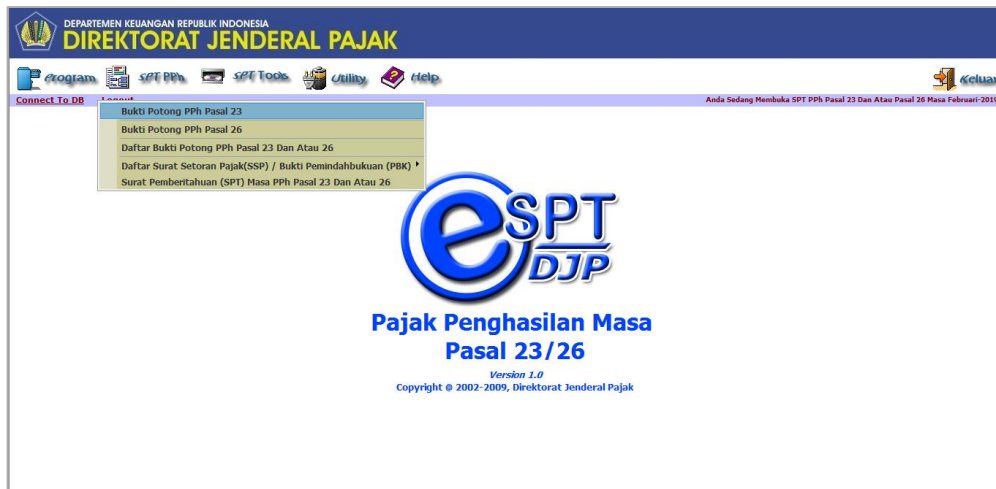 DEPARTEMEN KEUANGAN REPUBLIK INDONESIA
DIREKTORAT JENDERAL PAJAK
Program SPT PPh SPT Tools Utility Help Keluar
Connect To DB Logout Anda Sedang Membuka SPT PPh Pasal 23 Dan Atau Pasal 26 Masa Februari-2019
Bukti Potong PPh Pasal 23
Bukti Potong PPh Pasal 26
Daftar Bukti Potong PPh Pasal 23 Dan Atau 26
Daftar Surat Setoran Pajak(SSP) / Bukti Pemindahbukuan (PBK)
Surat Pemberitahuan (SPT) Masa PPh Pasal 23 Dan Atau 26
eSPT
DJP
Pajak Penghasilan Masa
Pasal 23/26
Version 1.0
Copyright © 2002-2009, Direktorat Jenderal Pajak